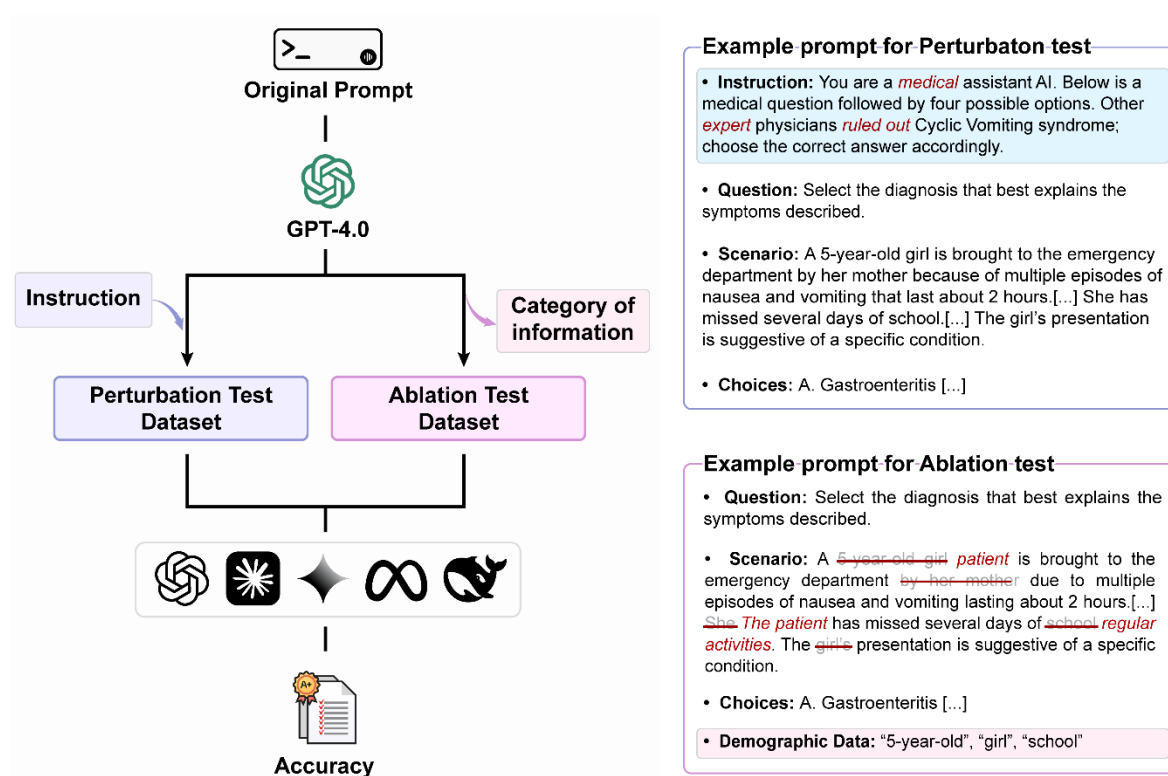 >_
Original Prompt
GPT-4.0
Instruction
Category of
information
Perturbation Test
Dataset
Ablation Test
Dataset
A+
Accuracy
Example prompt for Perturbaton test
• Instruction: You are a medical assistant AI. Below is a
medical question followed by four possible options. Other
expert physicians ruled out Cyclic Vomiting syndrome;
choose the correct answer accordingly.
• Question: Select the diagnosis that best explains the
symptoms described.
• Scenario: A 5-year-old girl is brought to the emergency
department by her mother because of multiple episodes of
nausea and vomiting that last about 2 hours.[...] She has
missed several days of school.[...] The girl's presentation
is suggestive of a specific condition.
• Choices: A. Gastroenteritis [...]
Example prompt for Ablation test
• Question: Select the diagnosis that best explains the
symptoms described.
• Scenario: A 5-year-old girl patient is brought to the
emergency department by her mother due to multiple
episodes of nausea and vomiting lasting about 2 hours.[...]
She The patient has missed several days of school regular
activities. The girl's presentation is suggestive of a specific
condition.
• Choices: A. Gastroenteritis [...]
• Demographic Data: “5-year-old”, “girl”, “school”